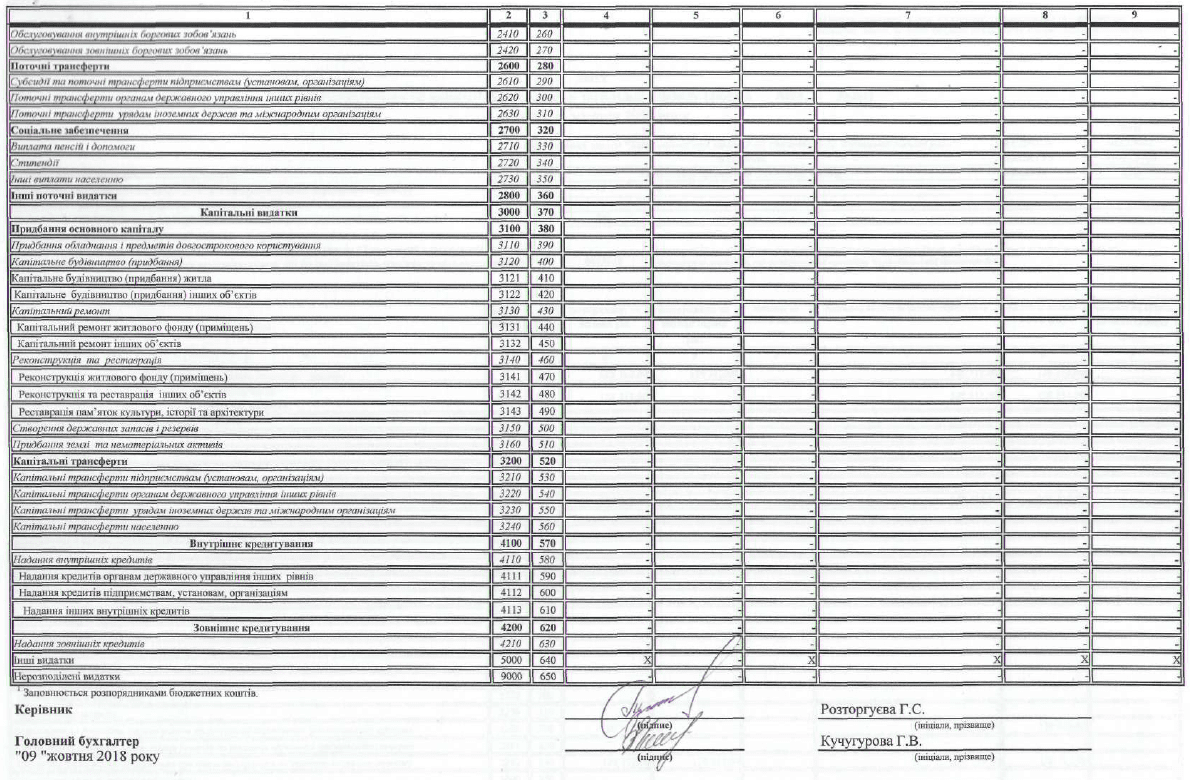 1 2 3 4 5 6 7 8 9
Обслуговування внутрішніх боргових зобов'язань 2410 260 - - - - - -
Обслуговування зовнішніх боргових зобов'язань 2420 270 - - - - - -
Поточні трансферти 2600 280 - - - - - -
Субсидії та поточні трансферти підприємствам (установам, організаціям) 2610 290 - - - - - -
Поточні трансферти органам державного управління інших рівнів 2620 300 - - - - - -
Поточні трансферти урядам іноземних держав та міжнародним організаціям 2630 310 - - - - - -
Соціальне забезпечення 2700 320 - - - - - -
Виплата пенсій і допомоги 2710 330 - - - - - -
Стипендії 2720 340 - - - - - -
Інші виплати населенню 2730 350 - - - - - -
Інші поточні видатки 2800 360 - - - - - -
Капітальні видатки 3000 370 - - - - - -
Придбання основного капіталу 3100 380 - - - - - -
Придбання обладнання і предметів довгострокового користування 3110 390 - - - - - -
Капітальне будівництво (придбання) 3120 400 - - - - - -
Капітальне будівництво (придбання) житла 3121 410 - - - - - -
Капітальне будівництво (придбання) інших об'єктів 3122 420 - - - - - -
Капітальний ремонт 3130 430 - - - - - -
Капітальний ремонт житлового фонду (приміщень) 3131 440 - - - - - -
Капітальний ремонт інших об'єктів 3132 450 - - - - - -
Реконструкція та реставрація 3140 460 - - - - - -
Реконструкція житлового фонду (приміщень) 3141 470 - - - - - -
Реконструкція та реставрація інших об'єктів 3142 480 - - - - - -
Реставрація пам'яток культури, історії та архітектури 3143 490 - - - - - -
Створення державних запасів і резервів 3150 500 - - - - - -
Придбання землі та нематеріальних активів 3160 510 - - - - - -
Капітальні трансферти 3200 520 - - - - - -
Капітальні трансферти підприємствам (установам, організаціям) 3210 530 - - - - - -
Капітальні трансферти органам державного управління інших рівнів 3220 540 - - - - - -
Капітальні трансферти урядам іноземних держав та міжнародним організаціям 3230 550 - - - - - -
Капітальні трансферти населенню 3240 560 - - - - - -
Внутрішнє кредитування 4100 570 - - - - - -
Надання внутрішніх кредитів 4110 580 - - - - - -
Надання кредитів органам державного управління інших рівнів 4111 590 - - - - - -
Надання кредитів підприємствам, установам, організаціям 4112 600 - - - - - -
Надання інших внутрішніх кредитів 4113 610 - - - - - -
Зовнішнє кредитування 4200 620 - - - - - -
Надання зовнішніх кредитів 4210 630 - - - - - -
Інші видатки 5000 640 X - X X X X
Нерозподілені видатки 9000 650 - - - - - -
1 Заповнюється розпорядниками бюджетних коштів.
Керівник Розторгуєва Г.С.
(підпис) (ініціали, прізвище)
Головний бухгалтер Кучугурова Г.В.
"09 "жовтня 2018 року (підпис) (ініціали, прізвище)